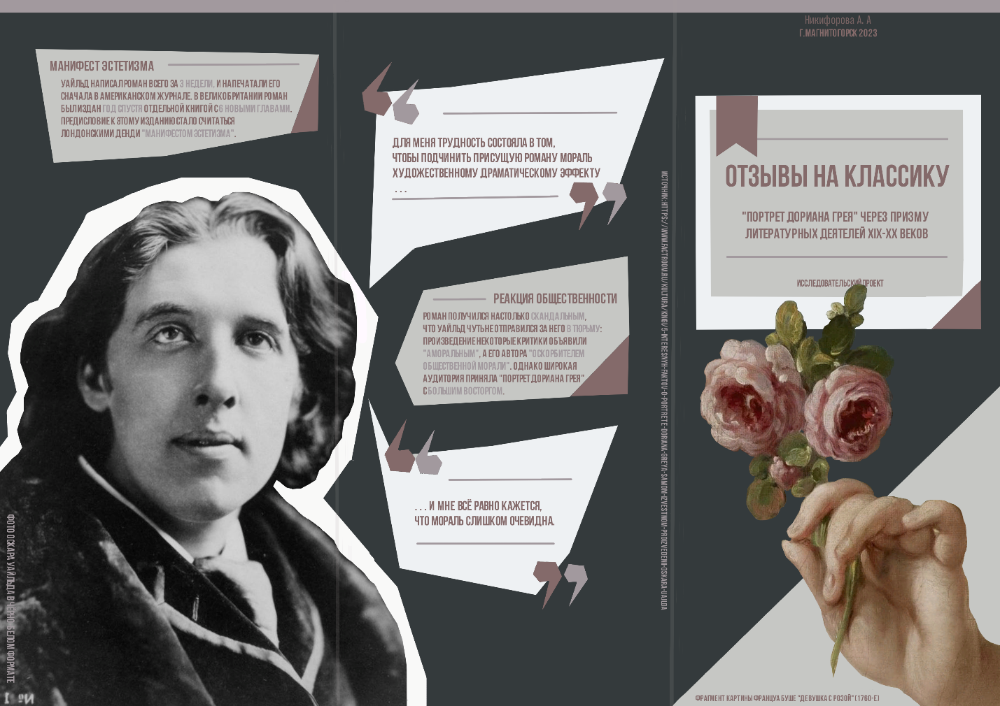 МАНИФЕСТ ЭСТЕТИЗМА
УАЙЛЬД НАПИСАЛ РОМАН ВСЕГО ЗА 3 НЕДЕЛИ, И НАПЕЧАТАЛИ ЕГО
СНАЧАЛА В АМЕРИКАНСКОМ ЖУРНАЛЕ. В ВЕЛИКОБРИТАНИИ РОМАН
БЫЛ ИЗДАН ГОД СПУСТЯ ОТДЕЛЬНОЙ КНИГОЙ С 6 НОВЫМИ ГЛАВАМИ.
ПРЕДИСЛОВИЕ К ЭТОМУ ИЗДАНИЮ СТАЛО СЧИТАТЬСЯ
ЛОНДОНСКИМИ ДЕНДИ "МАНИФЕСТОМ ЭСТЕТИЗМА".
ФОТО ОСКАРА УАЙЛЬДА В ЧЕРНО-БЕЛОМ ФОРМАТЕ
ДЛЯ МЕНЯ ТРУДНОСТЬ СОСТОЯЛА В ТОМ,
ЧТОБЫ ПОДЧИНИТЬ ПРИСУЩУЮ РОМАНУ МОРАЛЬ
ХУДОЖЕСТВЕННОМУ ДРАМАТИЧЕСКОМУ ЭФФЕКТУ
...
РЕАКЦИЯ ОБЩЕСТВЕННОСТИ
РОМАН ПОЛУЧИЛСЯ НАСТОЛЬКО СКАНДАЛЬНЫМ,
ЧТО УАЙЛЬД ЧУТЬ НЕ ОТПРАВИЛСЯ ЗА НЕГО В ТЮРЬМУ:
ПРОИЗВЕДЕНИЕ НЕКОТОРЫЕ КРИТИКИ ОБЪЯВИЛИ
"АМОРАЛЬНЫМ", А ЕГО АВТОРА "ОСКОРБИТЕЛЕМ
ОБЩЕСТВЕННОЙ МОРАЛИ". ОДНАКО ШИРОКАЯ
АУДИТОРИЯ ПРИНЯЛА "ПОРТРЕТ ДОРИАНА ГРЕЯ"
С БОЛЬШИМ ВОСТОРГОМ.
... И МНЕ ВСЁ РАВНО КАЖЕТСЯ,
ЧТО МОРАЛЬ СЛИШКОМ ОЧЕВИДНА.
ИСТОЧНИК: HTTPS://WWW.FACTROOM.RU/KULTURA/KNIGI/5-INTERESNYH-FAKTOV-O-PORTRETE-DORIANA-GREYA-SAMOM-IZVESTNOM-PROIZVEDENII-OSKARA-UAJLDA
Никифорова А. А
Г.МАГНИТОГОРСК 2023
ОТЗЫВЫ НА КЛАССИКУ
"ПОРТРЕТ ДОРИАНА ГРЕЯ" ЧЕРЕЗ ПРИЗМУ
ЛИТЕРАТУРНЫХ ДЕЯТЕЛЕЙ XIX-XX ВЕКОВ
ИССЛЕДОВАТЕЛЬСКИЙ ПРОЕКТ
ФРАГМЕНТ КАРТИНЫ ФРАНЦУА БУШЕ "ДЕВУШКА С РОЗОЙ" (1760-Е)